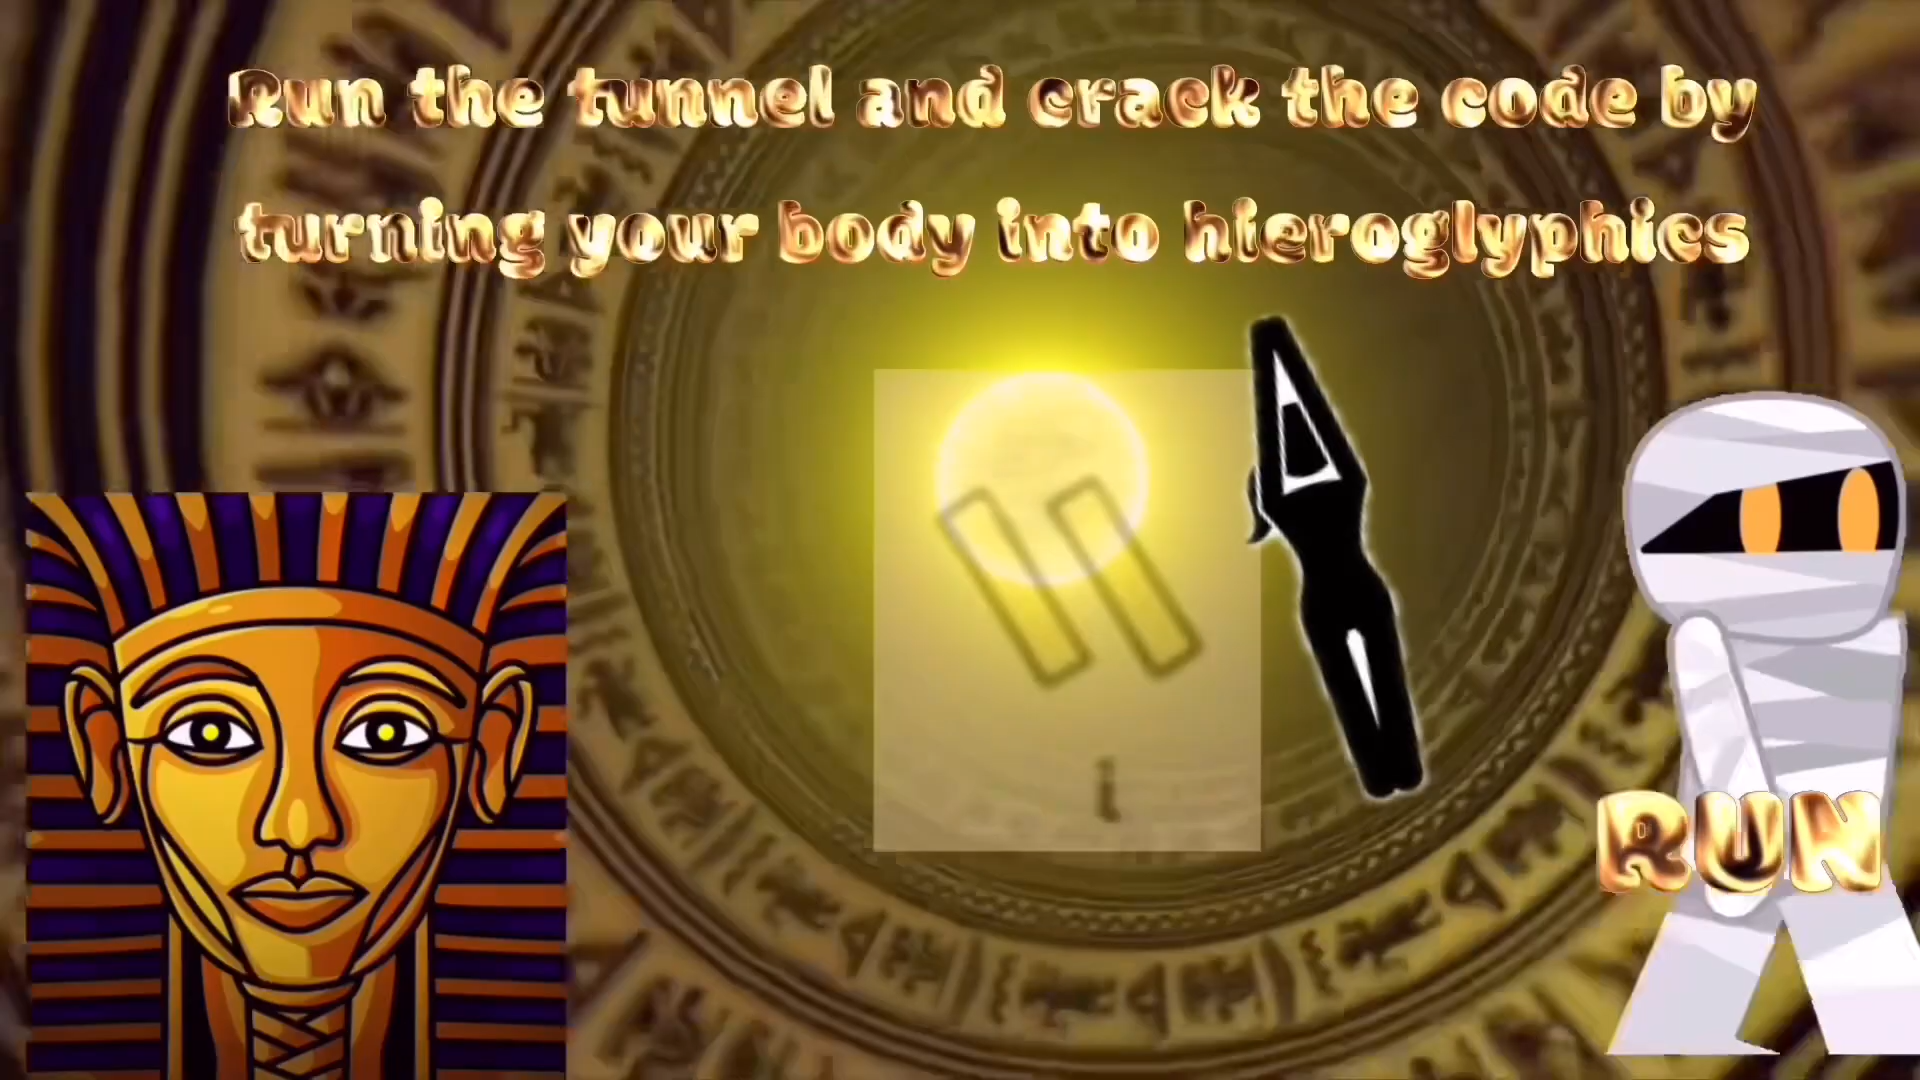 Run the tunnel and crack the code by
turning your body into hieroglyphics
i
RUN